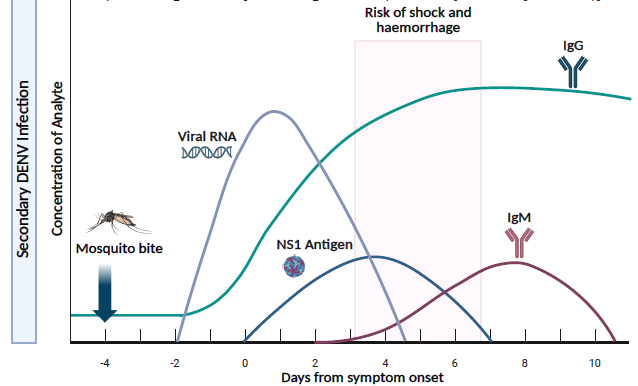 Risk of shock and
haemorrhage
IgG
Viral RNA
Mosquito bite
NS1 Antigen
IgM
Secondary DENV Infection
Concentration of Analyte
-4 -2 0 2 4 6 8 10
Days from symptom onset